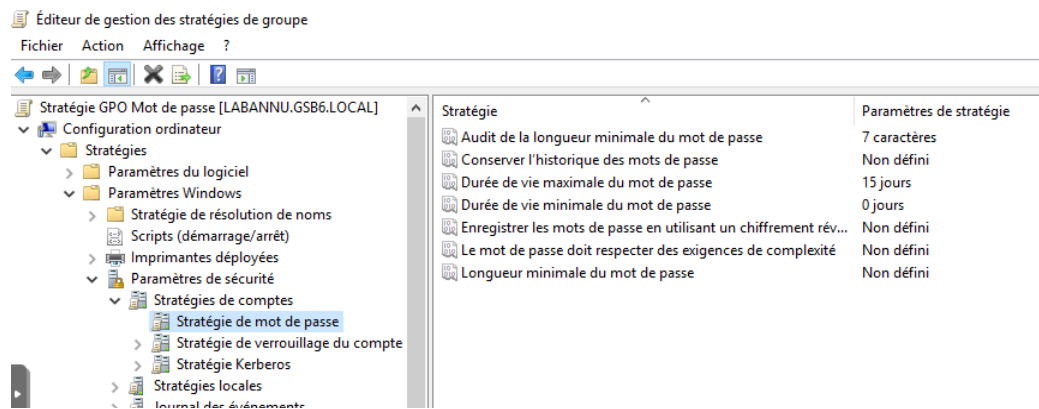 Éditeur de gestion des stratégies de groupe
Fichier Action Affichage ?
Stratégie GPO Mot de passe [LABANNU.GSB6.LOCAL]
Configuration ordinateur
Stratégies
Paramètres du logiciel
Paramètres Windows
Stratégie de résolution de noms
Scripts (démarrage/arrêt)
Imprimantes déployées
Paramètres de sécurité
Stratégies de comptes
Stratégie de mot de passe
Stratégie de verrouillage du compte
Stratégie Kerberos
Stratégies locales
Journal des événements
Stratégie Paramètres de stratégie
Audit de la longueur minimale du mot de passe 7 caractères
Conserver l'historique des mots de passe Non défini
Durée de vie maximale du mot de passe 15 jours
Durée de vie minimale du mot de passe 0 jours
Enregistrer les mots de passe en utilisant un chiffrement rév... Non défini
Le mot de passe doit respecter des exigences de complexité Non défini
Longueur minimale du mot de passe Non défini